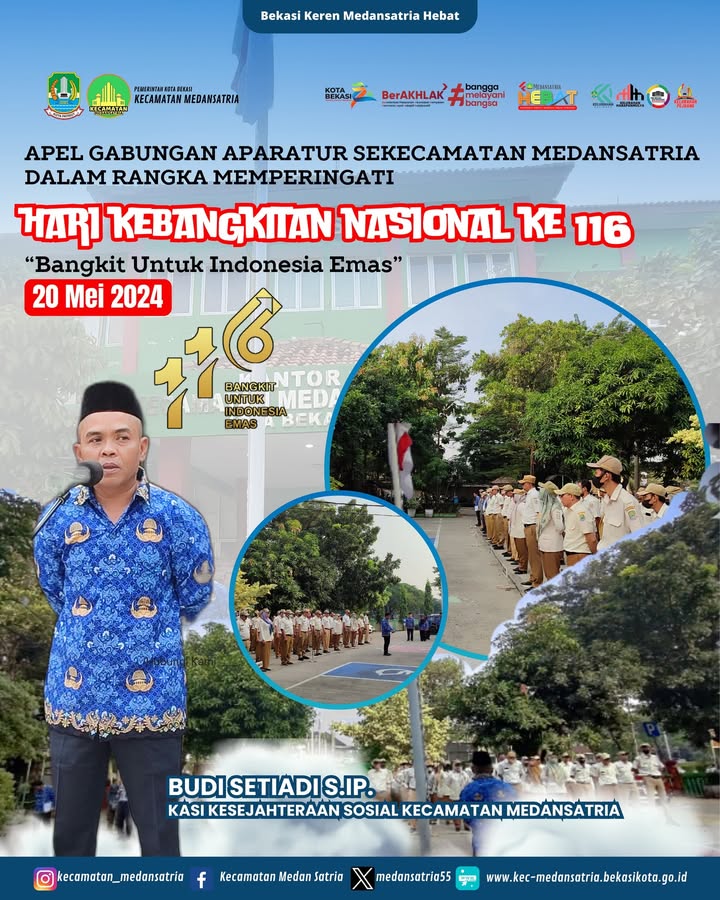 Bekasi Keren Medansatria Hebat
PEMERINTAH KOTA BEKASI
KECAMATAN MEDANSATRIA
KOTA BEKASI
BerAKHLAK
#bangga melayani bangsa
MEDANSATRIA
HEBAT
APEL GABUNGAN APARATUR SEKECAMATAN MEDANSATRIA
DALAM RANGKA MEMPERINGATI
HARI KEBANGKITAN NASIONAL KE 116
“Bangkit Untuk Indonesia Emas”
20 Mei 2024
116
BANGKIT
UNTUK
INDONESIA
EMAS
KANTOR
BUDI SETIADI S.IP.
KASI KESEJAHTERAAN SOSIAL KECAMATAN MEDANSATRIA
kecamatan_medansatria Kecamatan Medan Satria medansatria55 www.kec-medansatria.bekasikota.go.id